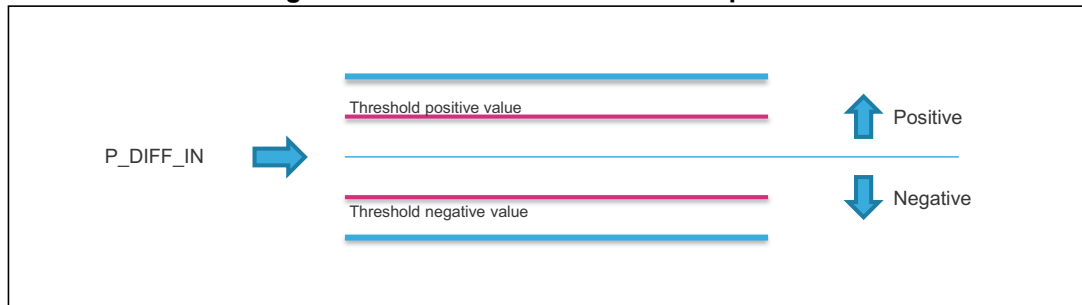 Threshold positive value
Positive
P_DIFF_IN
Negative
Threshold negative value